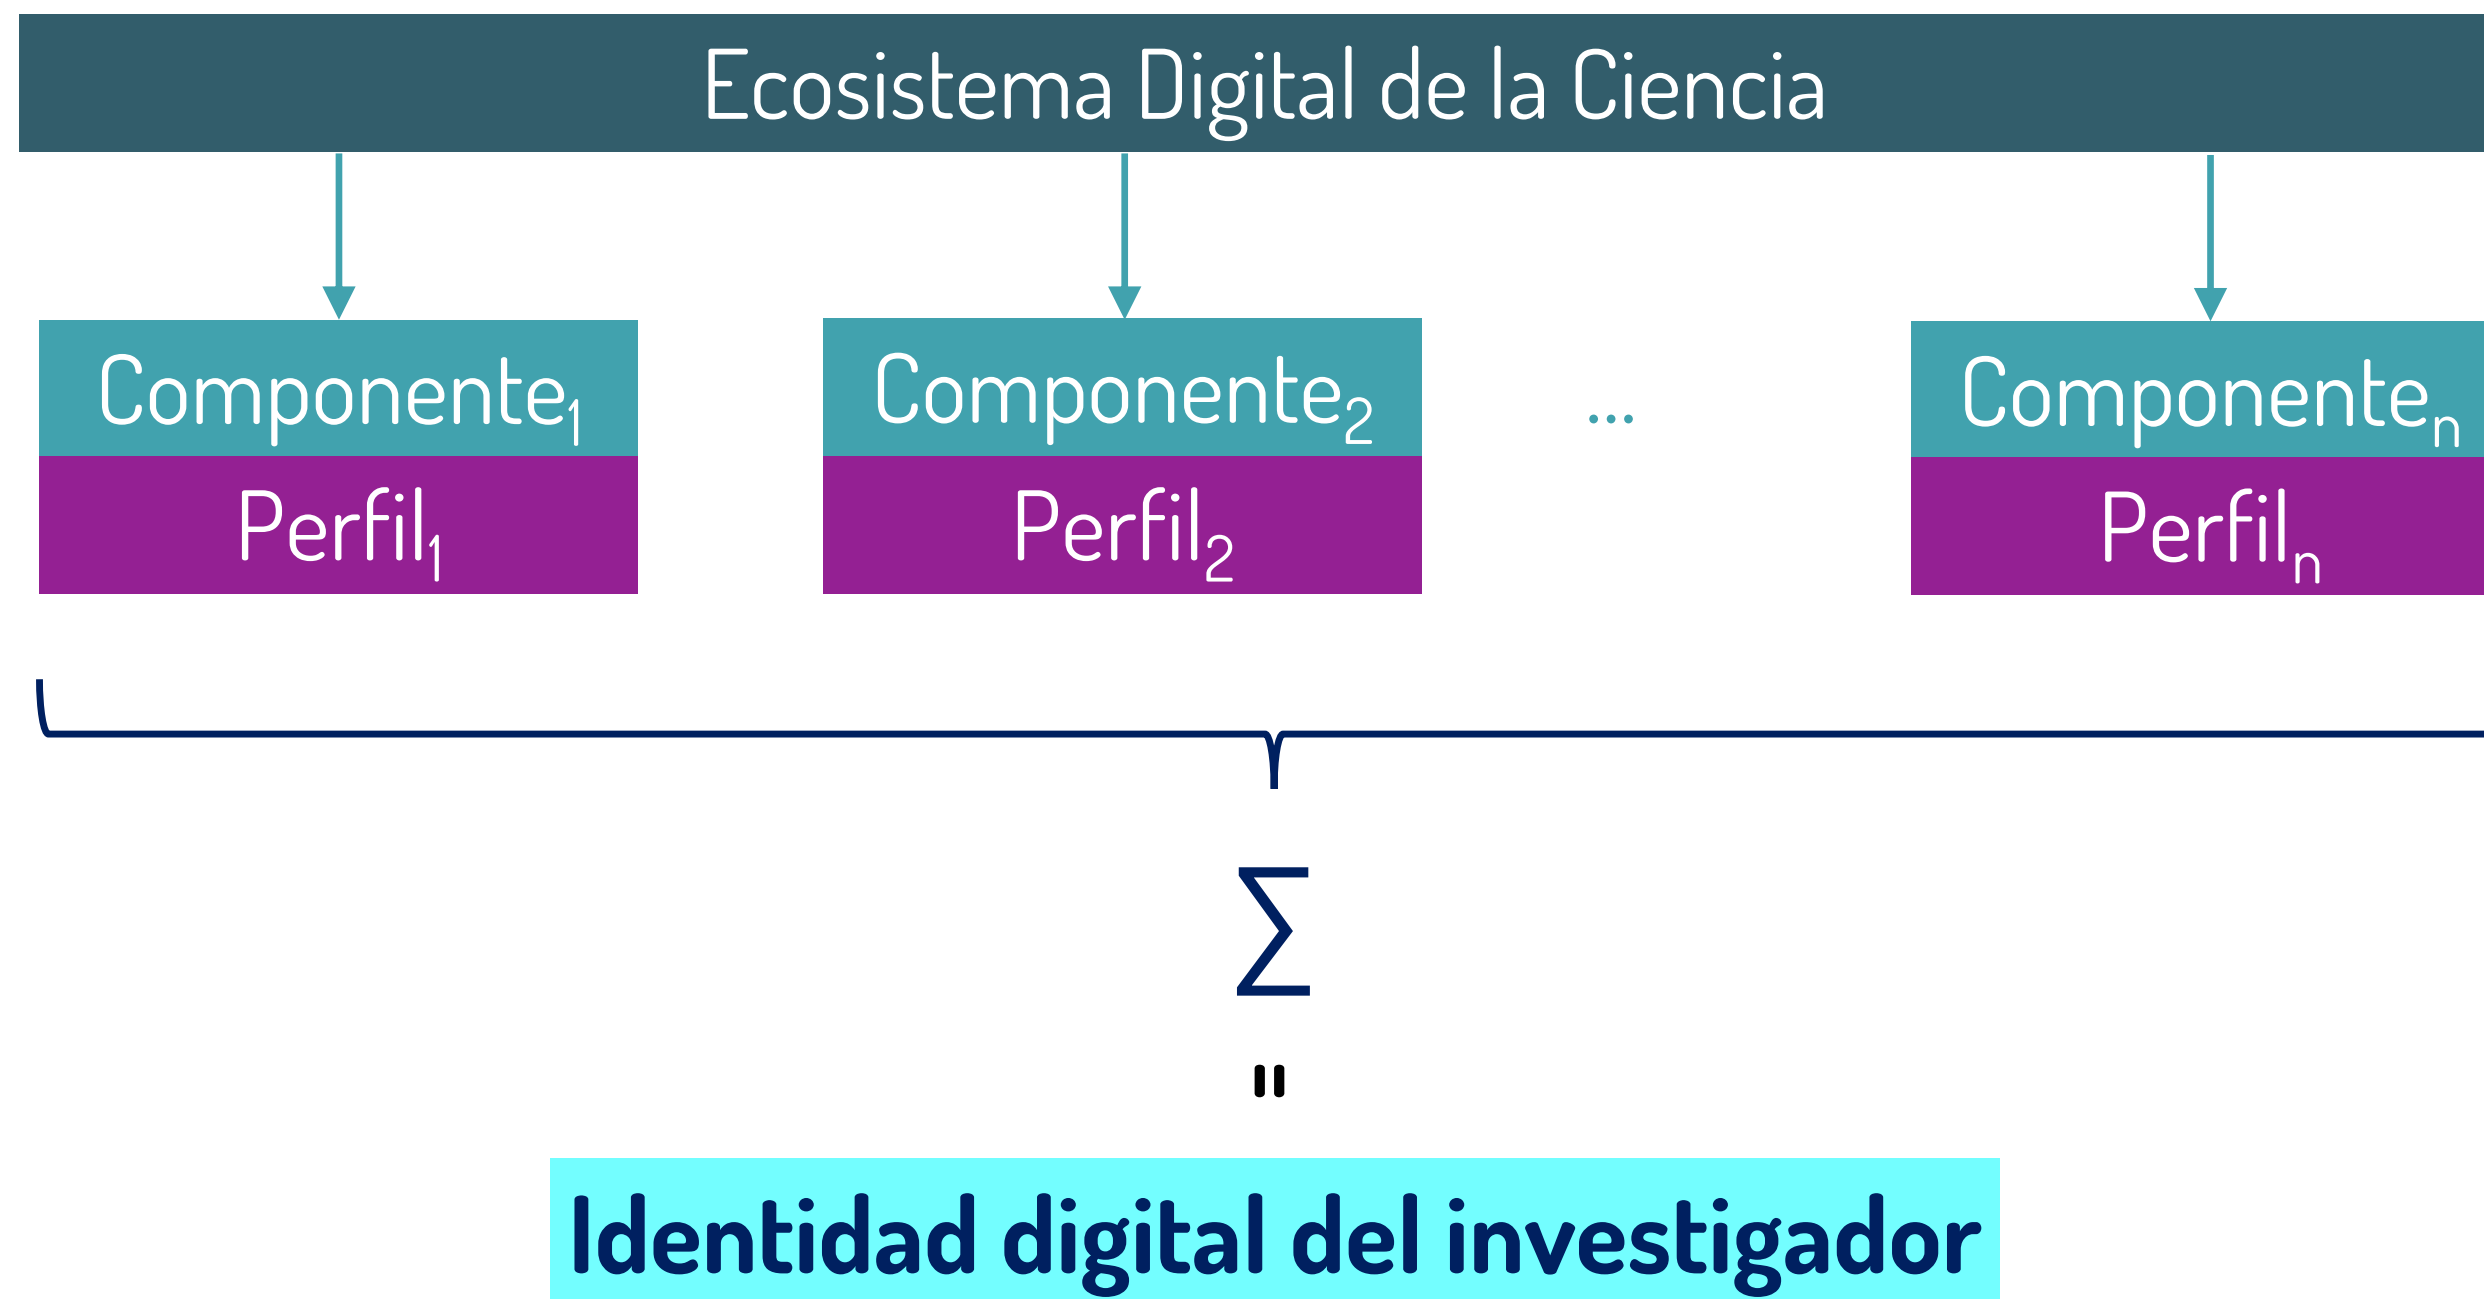 Ecosistema Digital de la Ciencia
Componente₁
Perfil₁
Componente₂
Perfil₂
...
Componenteₙ
Perfilₙ
∑
"
Identidad digital del investigador